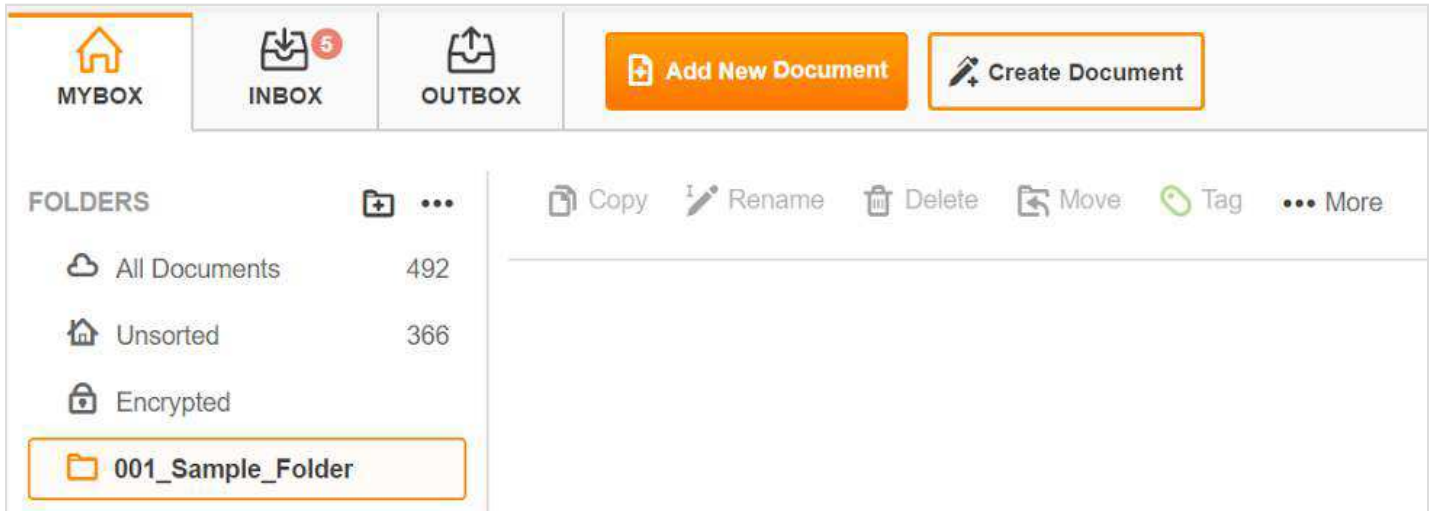 5
MYBOX INBOX OUTBOX Add New Document Create Document
FOLDERS Copy Rename Delete Move Tag More
All Documents 492
Unsorted 366
Encrypted
001_Sample_Folder